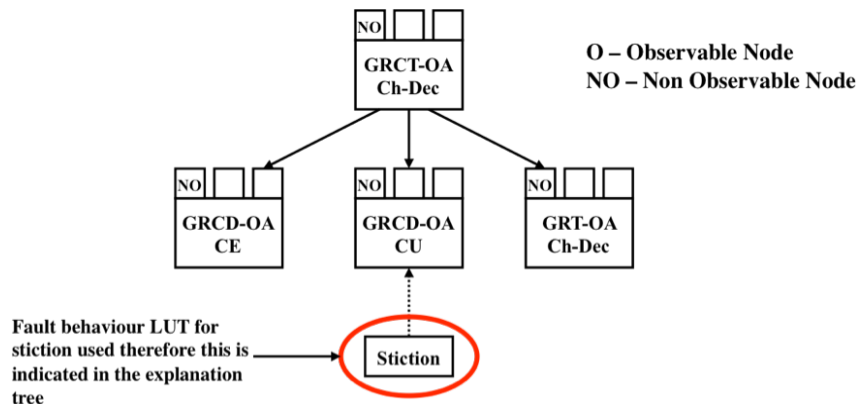 NO
GRCT-OA
Ch-Dec
O – Observable Node
NO – Non Observable Node
NO
GRCD-OA
CE
NO
GRCD-OA
CU
NO
GRT-OA
Ch-Dec
Fault behaviour LUT for
stiction used therefore this is
indicated in the explanation
tree
Stiction